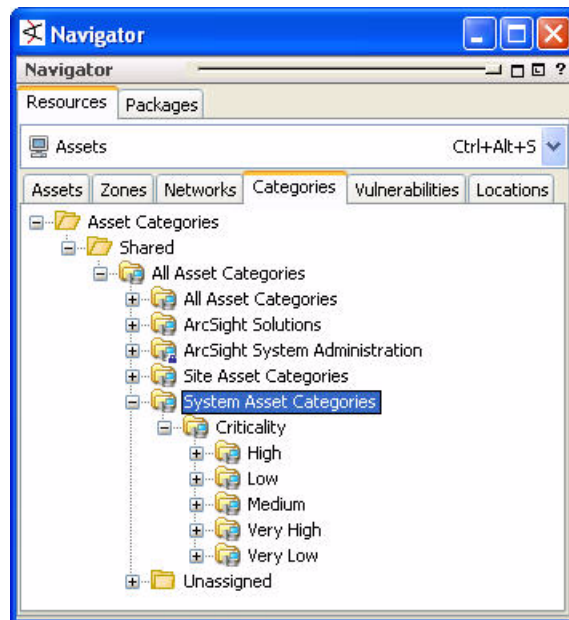 Navigator
Navigator ?
Resources Packages
Assets Ctrl+Alt+S
Assets Zones Networks Categories Vulnerabilities Locations
Asset Categories
Shared
All Asset Categories
All Asset Categories
ArcSight Solutions
ArcSight System Administration
Site Asset Categories
System Asset Categories
Criticality
High
Low
Medium
Very High
Very Low
Unassigned